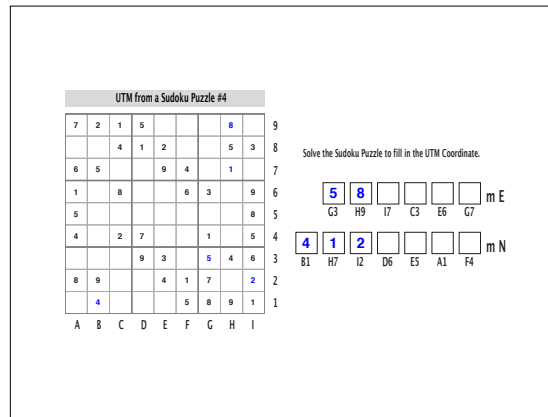 UTM from a Sudoku Puzzle #4
7 2 1 5 8 9
4 1 2 5 3 8
6 5 9 4 1 7
1 8 6 3 9 6
5 8 5
4 2 7 1 5 4
9 3 5 4 6 3
8 9 4 1 7 2 2
4 5 8 9 1 1
A B C D E F G H I
Solve the Sudoku Puzzle to fill in the UTM Coordinate.
5 8 m E
G3 H9 I7 C3 E6 G7
4 1 2 m N
B1 H7 I2 D6 E5 A1 F4